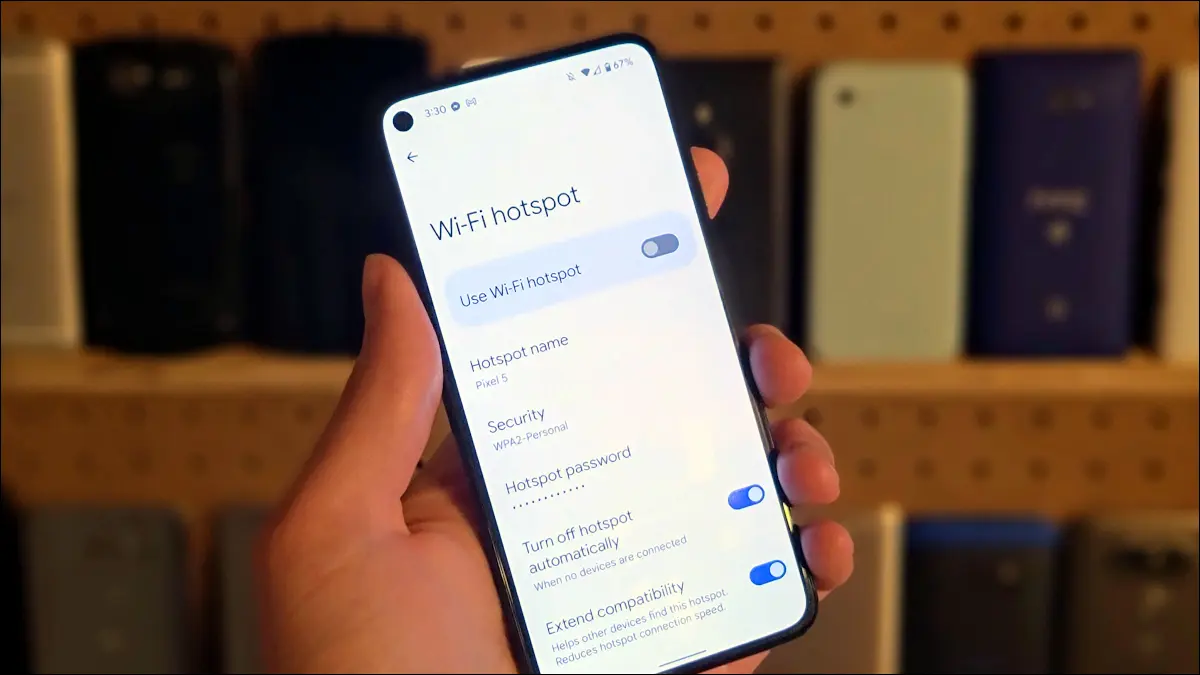 3:30
67%
Wi-Fi hotspot
Use Wi-Fi hotspot
Hotspot name
Pixel 5
Security
WPA2-Personal
Hotspot password
••••••••••••
Turn off hotspot
automatically
When no devices are connected
Extend compatibility
Helps other devices find this hotspot.
Reduces hotspot connection speed.